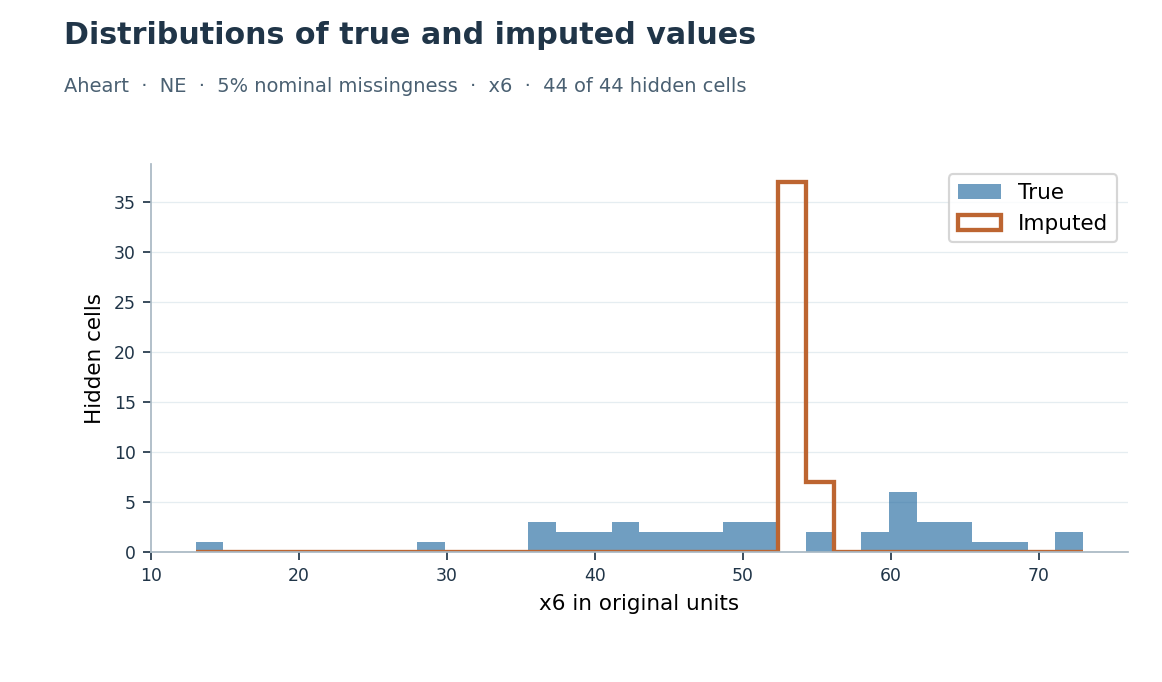 Distributions of true and imputed values
Aheart · NE · 5% nominal missingness · x6 · 44 of 44 hidden cells
True
Imputed
Hidden cells
35
30
25
20
15
10
5
0
10 20 30 40 50 60 70
x6 in original units